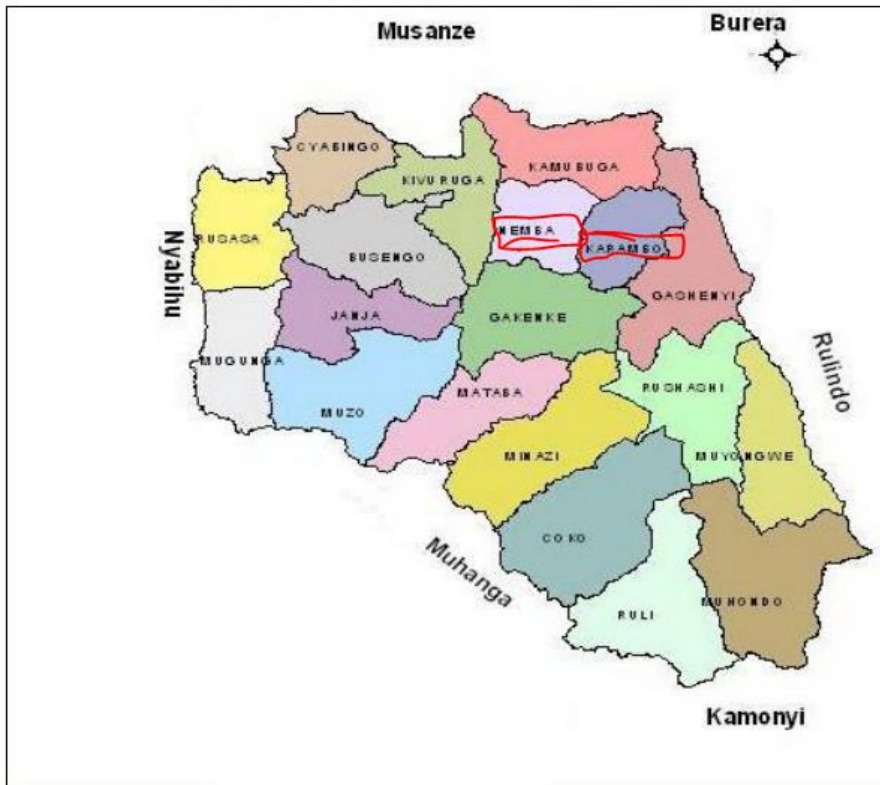 Burera
Musanze
CYABINGO
KAMUBUGA
KIVURUGA
RUSASA
NEMBA
KARAMBO
BUSENGO
GASHENYI
Nyabihu
JANJA
GAKENKE
MUGUNGA
Rulindo
RUSHASHI
MATABA
MUZO
MINAZI
MUYONGWE
COKO
Muhanga
MUHONDO
RULI
Kamonyi